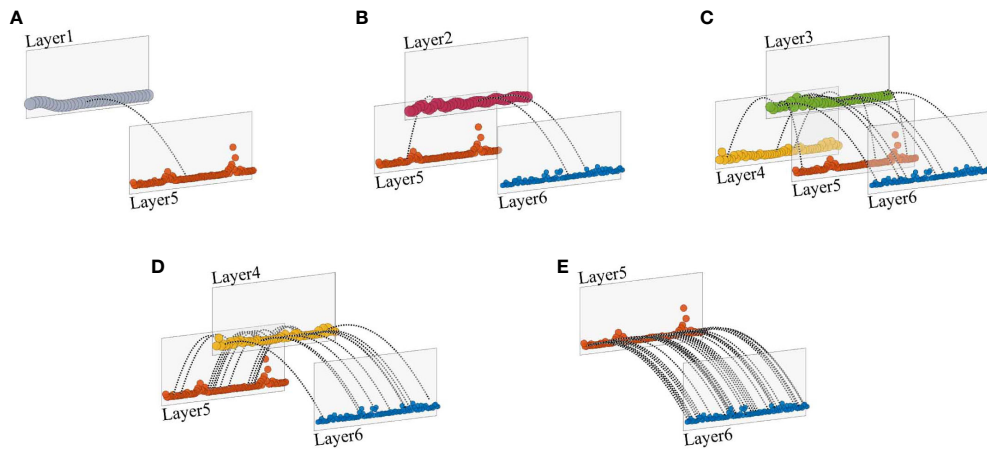 A
Layer1
Layer5
B
Layer2
Layer5
Layer6
C
Layer3
Layer4
Layer5
Layer6
D
Layer4
Layer5
Layer6
E
Layer5
Layer6